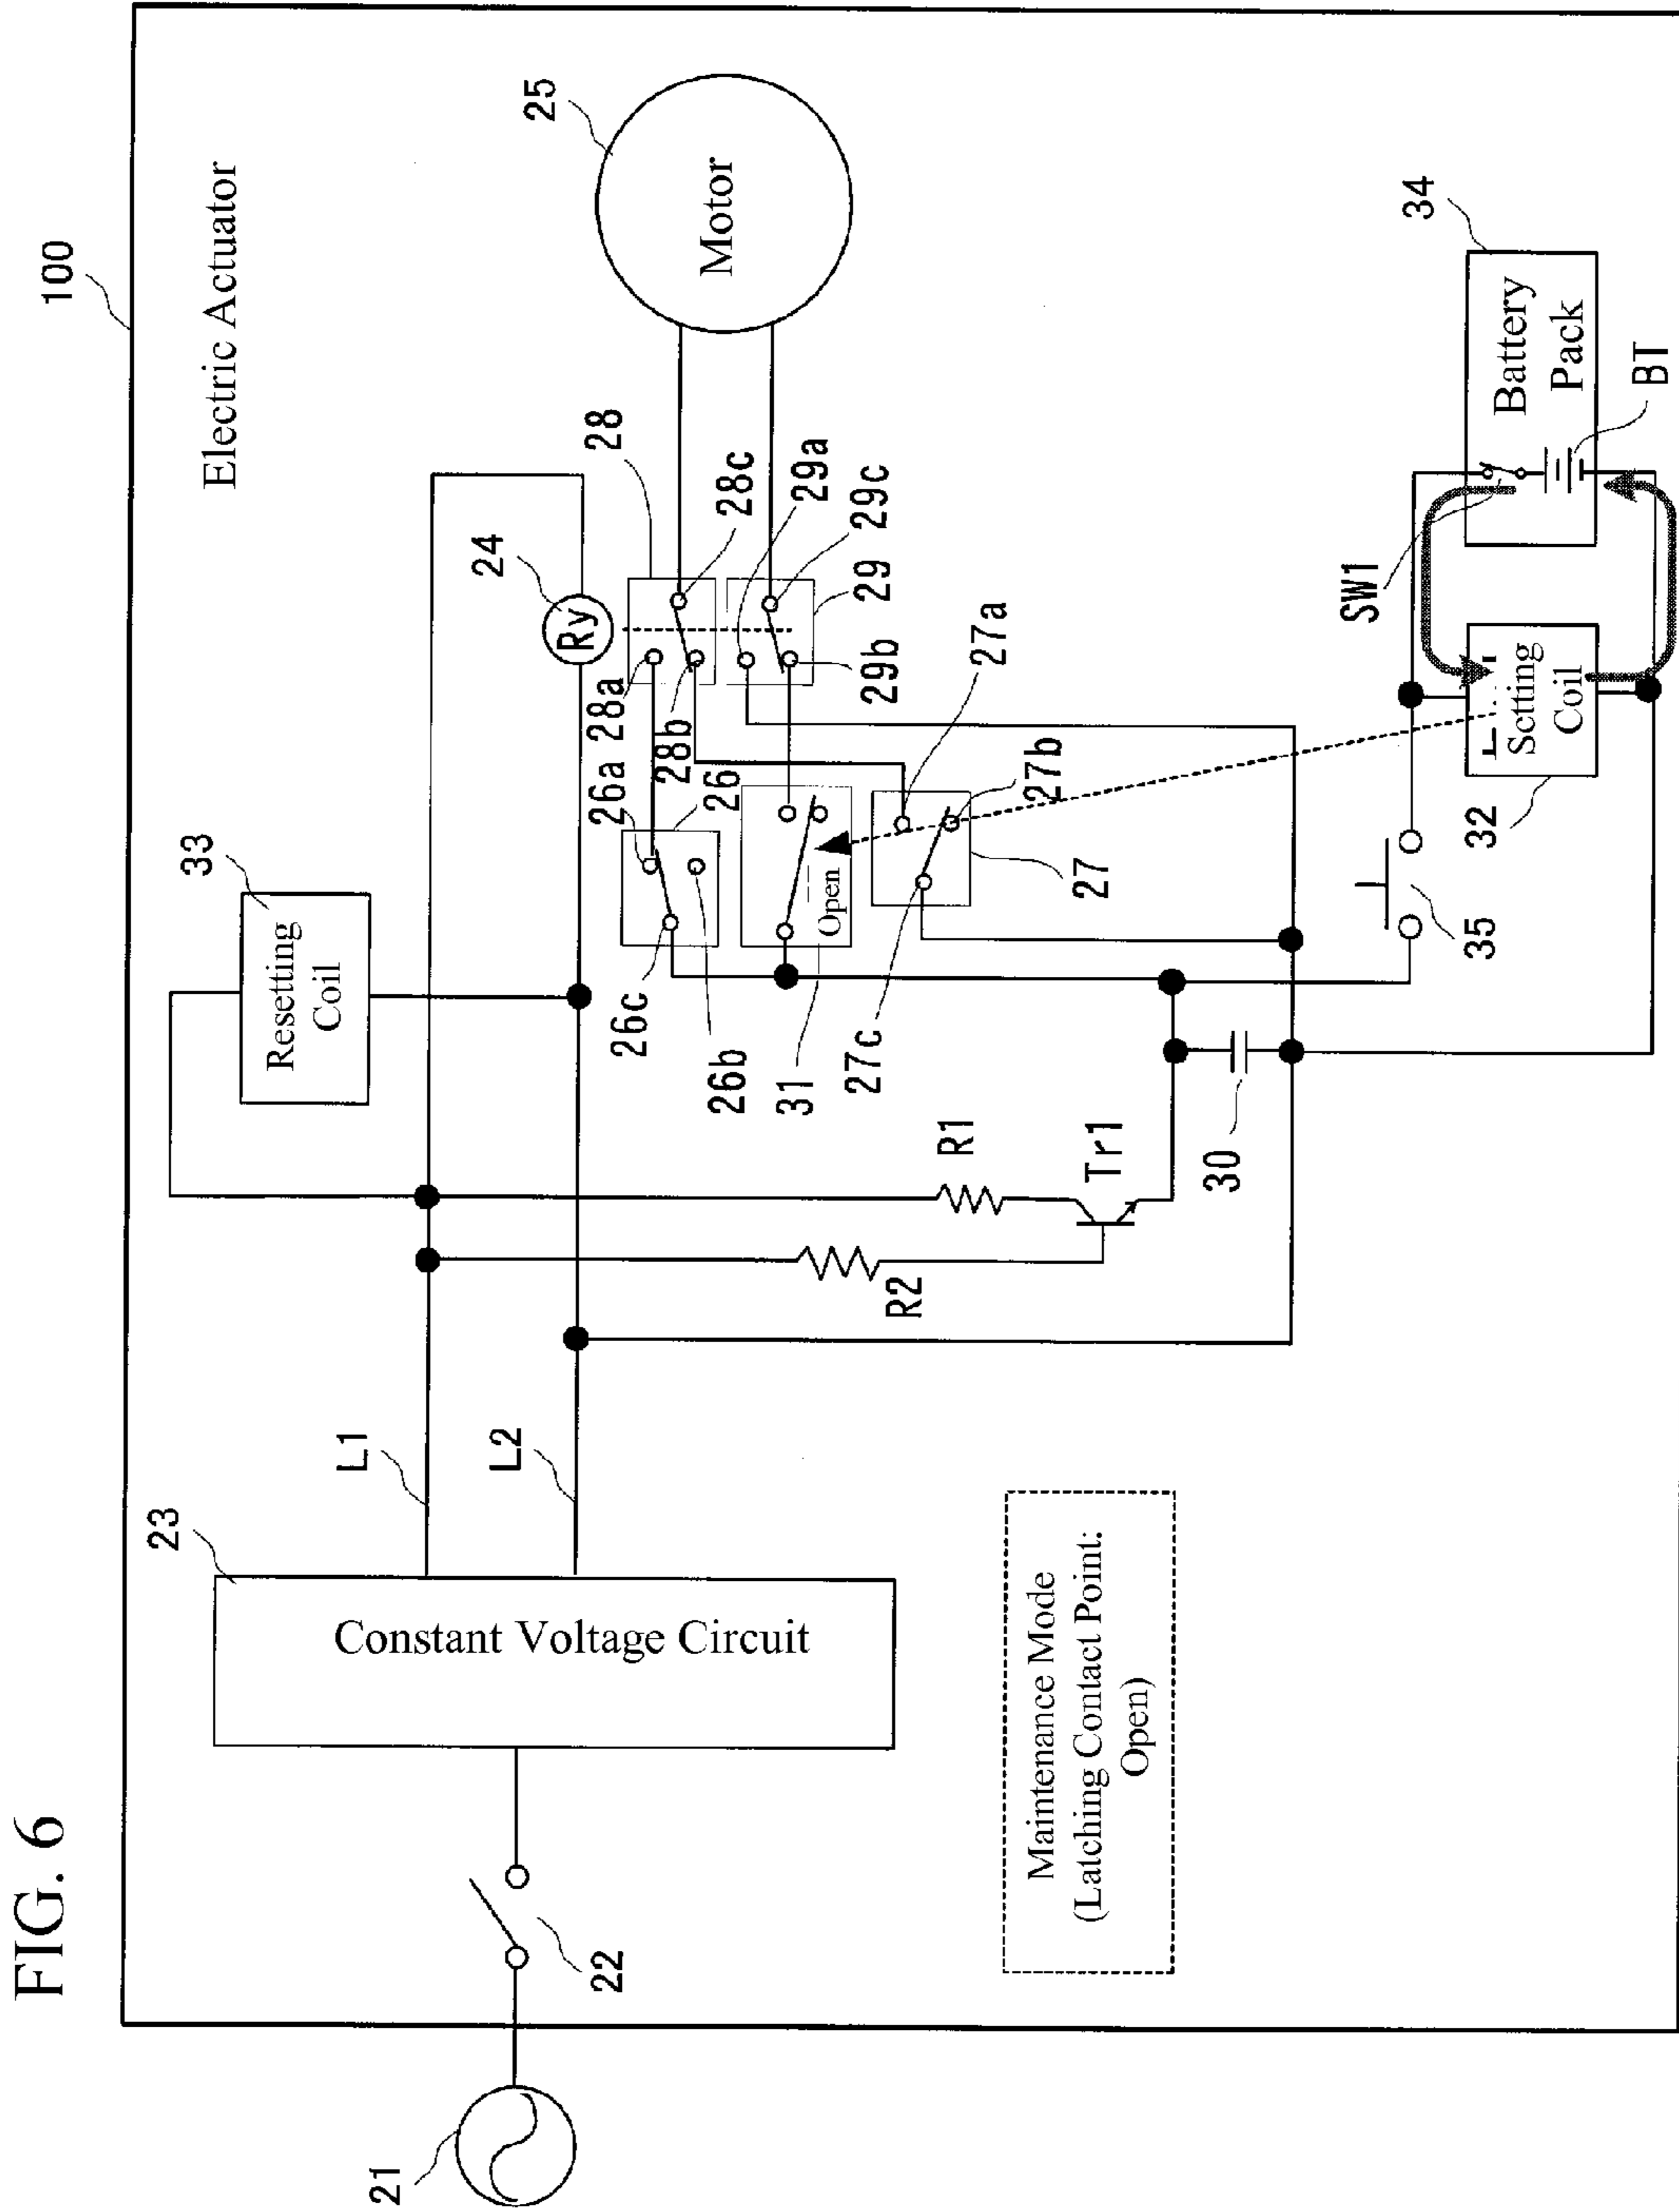 FIG. 6
100
Electric Actuator
21
22
23
Constant Voltage Circuit
L1
L2
33
Resetting
Coil
24
Ry
25
Motor
28
28a
28b
28c
29
29a
29b
29c
26
26a
26b
26c
31
Open
27
27a
27b
27c
R1
R2
Tr1
30
35
32
Setting
Coil
SW1
34
Battery
Pack
BT
Maintenance Mode
(Latching Contact Point:
Open)